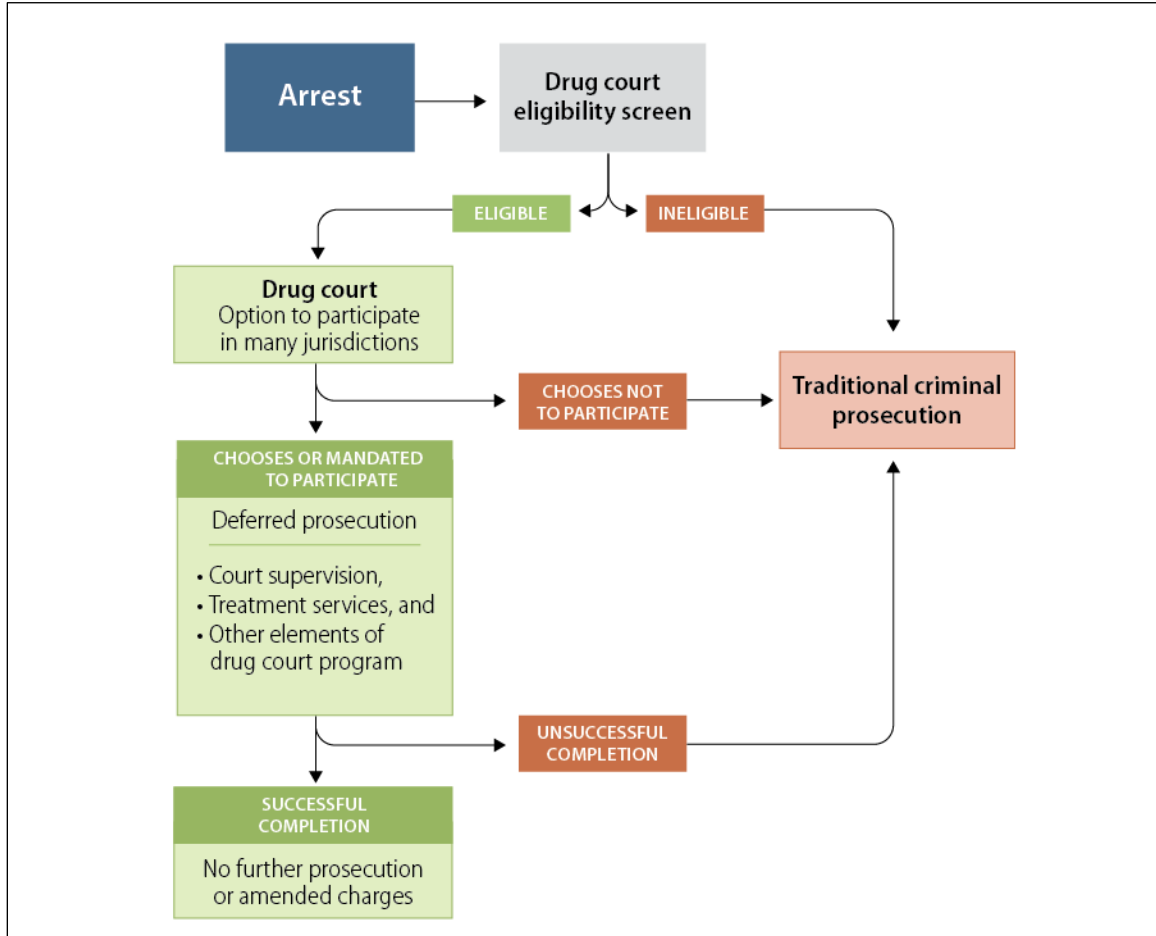 Arrest
Drug court
eligibility screen
ELIGIBLE
INELIGIBLE
Drug court
Option to participate
in many jurisdictions
CHOOSES NOT
TO PARTICIPATE
Traditional criminal
prosecution
CHOOSES OR MANDATED
TO PARTICIPATE
Deferred prosecution
• Court supervision,
• Treatment services, and
• Other elements of
drug court program
UNSUCCESSFUL
COMPLETION
SUCCESSFUL
COMPLETION
No further prosecution
or amended charges